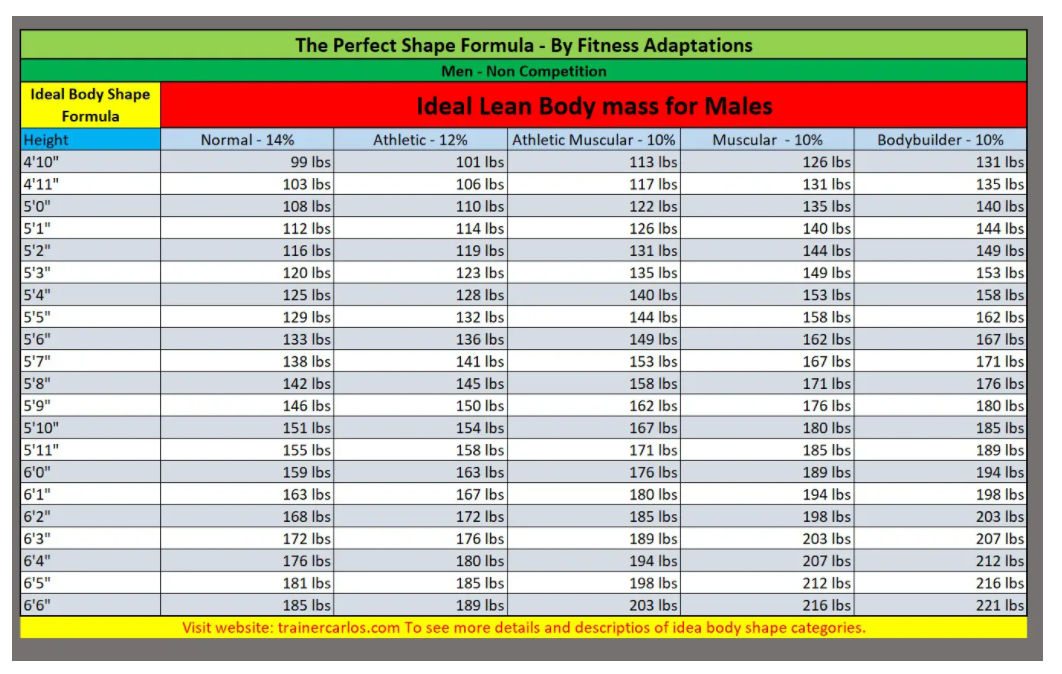 The Perfect Shape Formula - By Fitness Adaptations
Men - Non Competition
Ideal Body Shape
Formula
Ideal Lean Body mass for Males
Height Normal - 14% Athletic - 12% Athletic Muscular - 10% Muscular - 10% Bodybuilder - 10%
4'10" 99 lbs 101 lbs 113 lbs 126 lbs 131 lbs
4'11" 103 lbs 106 lbs 117 lbs 131 lbs 135 lbs
5'0" 108 lbs 110 lbs 122 lbs 135 lbs 140 lbs
5'1" 112 lbs 114 lbs 126 lbs 140 lbs 144 lbs
5'2" 116 lbs 119 lbs 131 lbs 144 lbs 149 lbs
5'3" 120 lbs 123 lbs 135 lbs 149 lbs 153 lbs
5'4" 125 lbs 128 lbs 140 lbs 153 lbs 158 lbs
5'5" 129 lbs 132 lbs 144 lbs 158 lbs 162 lbs
5'6" 133 lbs 136 lbs 149 lbs 162 lbs 167 lbs
5'7" 138 lbs 141 lbs 153 lbs 167 lbs 171 lbs
5'8" 142 lbs 145 lbs 158 lbs 171 lbs 176 lbs
5'9" 146 lbs 150 lbs 162 lbs 176 lbs 180 lbs
5'10" 151 lbs 154 lbs 167 lbs 180 lbs 185 lbs
5'11" 155 lbs 158 lbs 171 lbs 185 lbs 189 lbs
6'0" 159 lbs 163 lbs 176 lbs 189 lbs 194 lbs
6'1" 163 lbs 167 lbs 180 lbs 194 lbs 198 lbs
6'2" 168 lbs 172 lbs 185 lbs 198 lbs 203 lbs
6'3" 172 lbs 176 lbs 189 lbs 203 lbs 207 lbs
6'4" 176 lbs 180 lbs 194 lbs 207 lbs 212 lbs
6'5" 181 lbs 185 lbs 198 lbs 212 lbs 216 lbs
6'6" 185 lbs 189 lbs 203 lbs 216 lbs 221 lbs
Visit website: trainercarlos.com To see more details and descriptios of idea body shape categories.